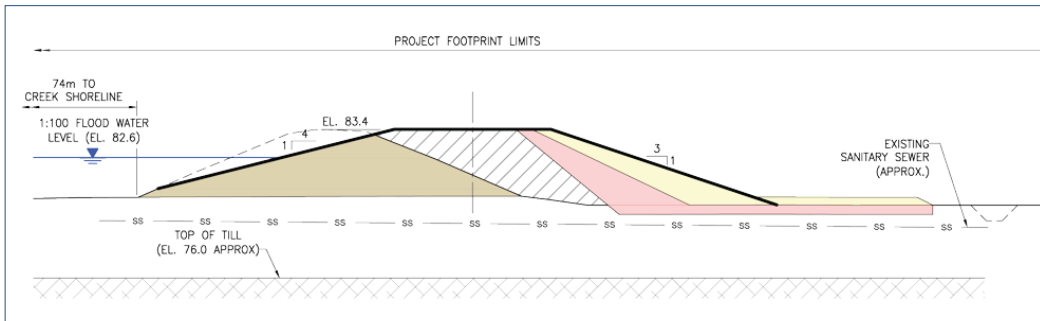 PROJECT FOOTPRINT LIMITS
74m TO
CREEK SHORELINE
1:100 FLOOD WATER
LEVEL (EL. 82.6)
EL. 83.4
1
4
3
1
EXISTING
SANITARY SEWER
(APPROX.)
SS SS SS SS SS SS SS SS SS SS SS SS SS
TOP OF TILL
(EL. 76.0 APPROX)